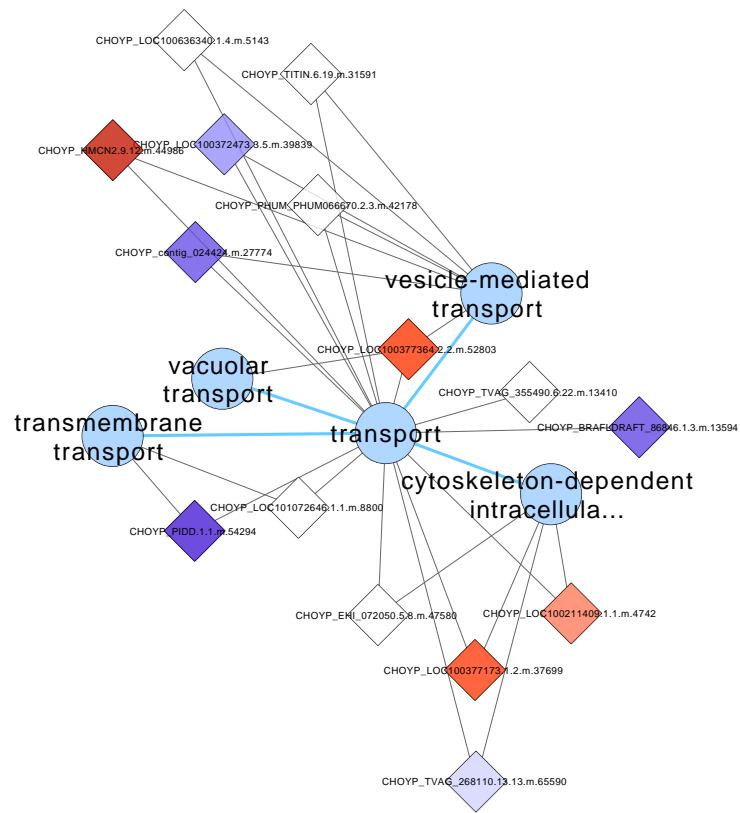 CHOYP_LOC100636340.1.4.m.5143
CHOYP_TITIN.6.19.m.31591
CHOYP_HMCN2.9.12.m.44986
CHOYP_LOC100372473.3.5.m.39839
CHOYP_PHUM_PHUM066670.2.3.m.42178
CHOYP_contig_024424.m.27774
vesicle-mediated
transport
CHOYP_LOC100377364.2.2.m.52803
vacuolar
transport
CHOYP_TVAG_355490.6.22.m.13410
transmembrane
transport
transport
CHOYP_BRAFLDRAFT_86846.1.3.m.13594
cytoskeleton-dependent
intracellula...
CHOYP_LOC101072646.1.1.m.8800
CHOYP_PIDD.1.1.m.54294
CHOYP_EHI_072050.5.8.m.47580
CHOYP_LOC100211409.1.1.m.4742
CHOYP_LOC100377173.1.2.m.37699
CHOYP_TVAG_268110.13.13.m.65590